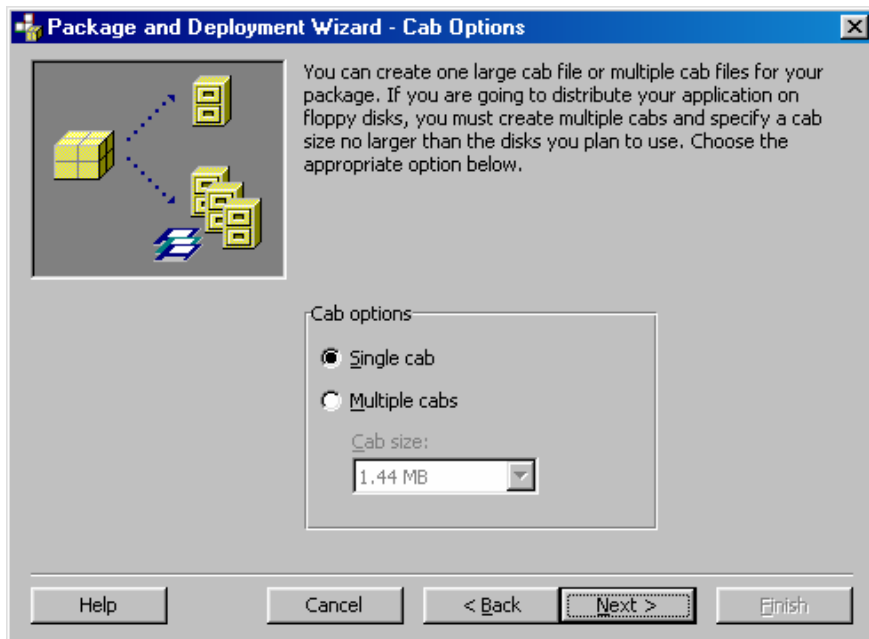 Package and Deployment Wizard - Cab Options
You can create one large cab file or multiple cab files for your
package. If you are going to distribute your application on
floppy disks, you must create multiple cabs and specify a cab
size no larger than the disks you plan to use. Choose the
appropriate option below.
Cab options
Single cab
Multiple cabs
Cab size:
1.44 MB
Help
Cancel
< Back
Next >
Finish